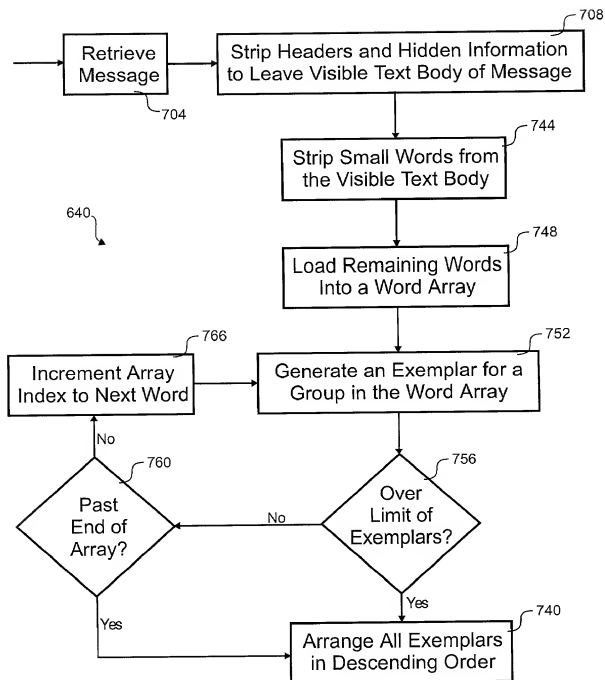 708
Retrieve
Message
704
Strip Headers and Hidden Information
to Leave Visible Text Body of Message
744
Strip Small Words from
the Visible Text Body
640
748
Load Remaining Words
Into a Word Array
766
752
Increment Array
Index to Next Word
Generate an Exemplar for a
Group in the Word Array
No
760
756
Past
End of
Array?
No
Over
Limit of
Exemplars?
Yes
Yes
740
Arrange All Exemplars
in Descending Order